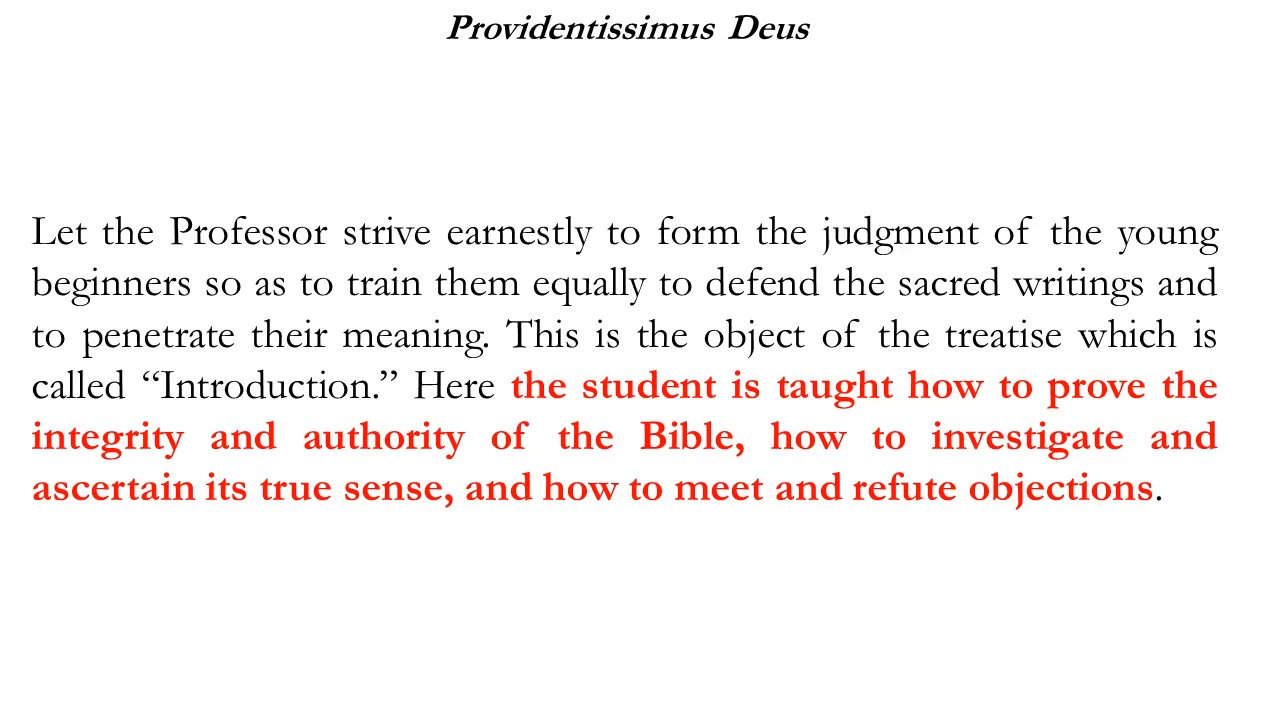 Providentissimus Deus
Let the Professor strive earnestly to form the judgment of the young
beginners so as to train them equally to defend the sacred writings and
to penetrate their meaning. This is the object of the treatise which is
called “Introduction.” Here the student is taught how to prove the
integrity and authority of the Bible, how to investigate and
ascertain its true sense, and how to meet and refute objections.